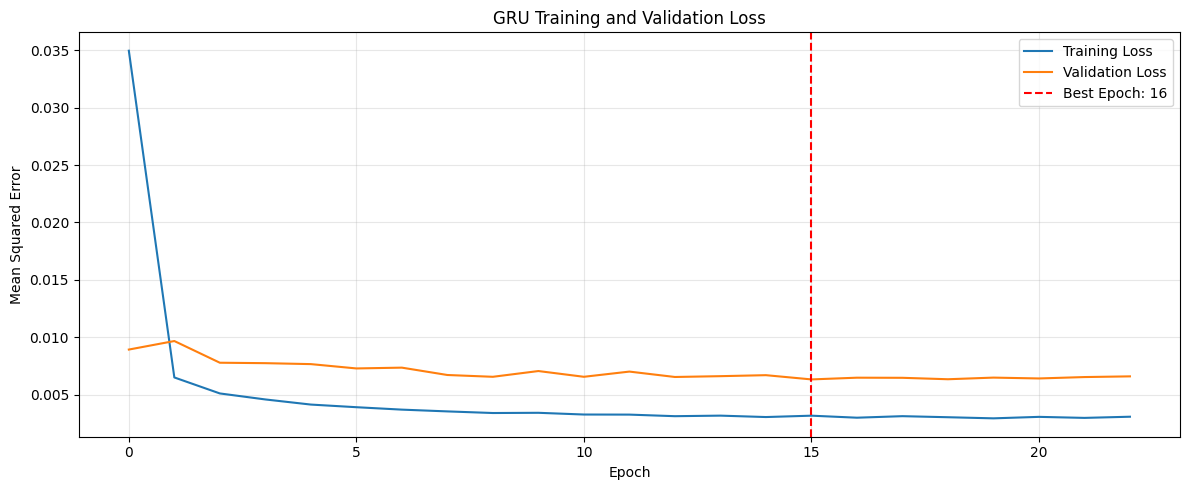 GRU Training and Validation Loss
Training Loss
Validation Loss
Best Epoch: 16
Mean Squared Error
0.035
0.030
0.025
0.020
0.015
0.010
0.005
0 5 10 15 20
Epoch